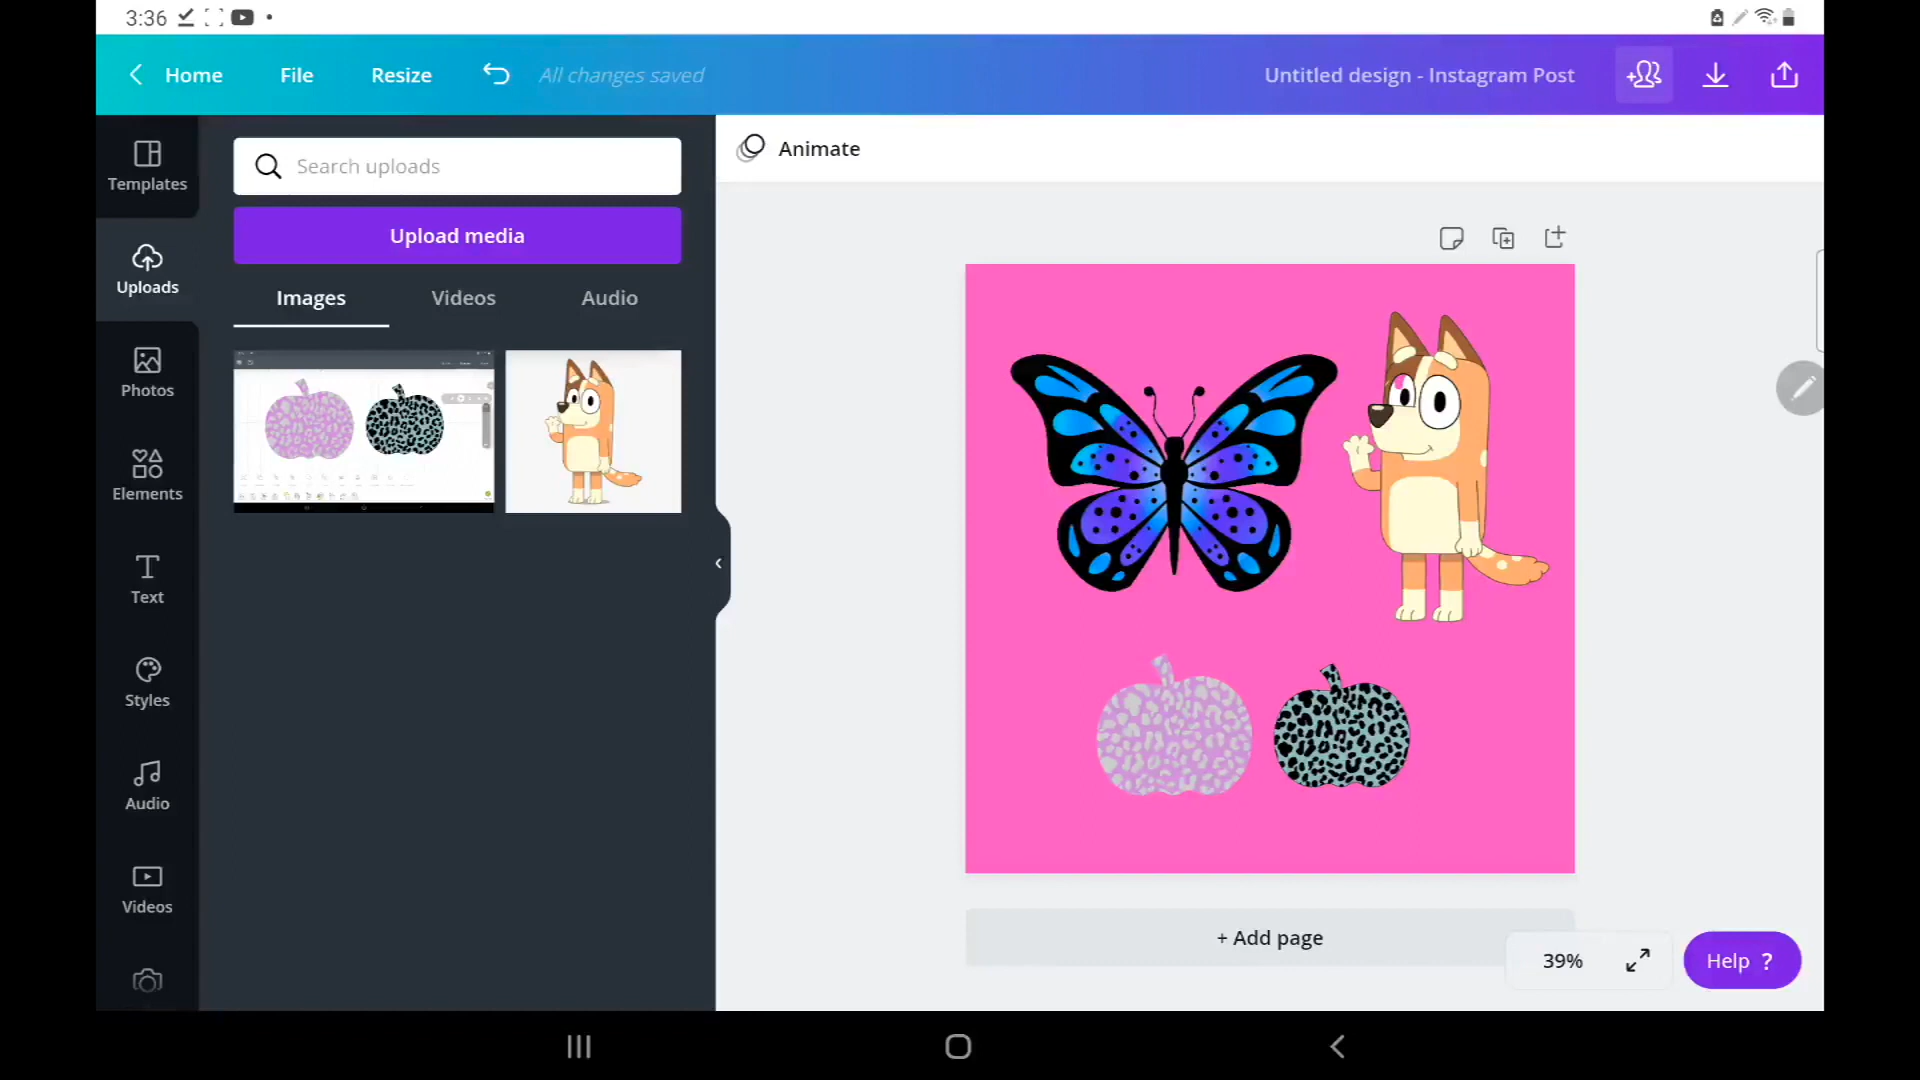 3:36
Home File Resize All changes saved Untitled design - Instagram Post
Templates
Uploads
Photos
Elements
Text
Styles
Audio
Videos
Search uploads
Upload media
Images Videos Audio
Animate
+ Add page
39%
Help ?